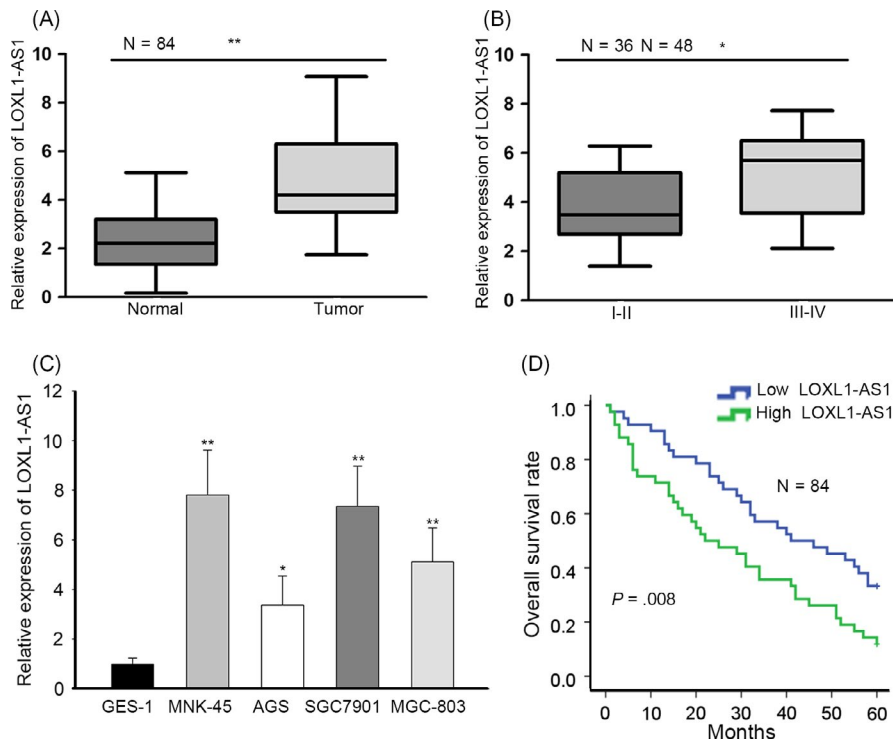 (A)
N = 84 **
Relative expression of LOXL1-AS1
10
8
6
4
2
0
Normal Tumor
(B)
N = 36 N = 48 *
Relative expression of LOXL1-AS1
10
8
6
4
2
0
I-II III-IV
(C)
Relative expression of LOXL1-AS1
12
10
8
6
4
2
0
** * ** **
GES-1 MNK-45 AGS SGC7901 MGC-803
(D)
Low LOXL1-AS1
High LOXL1-AS1
N = 84
P = .008
Overall survival rate
1.0
0.8
0.6
0.4
0.2
0.0
0 10 20 30 40 50 60
Months